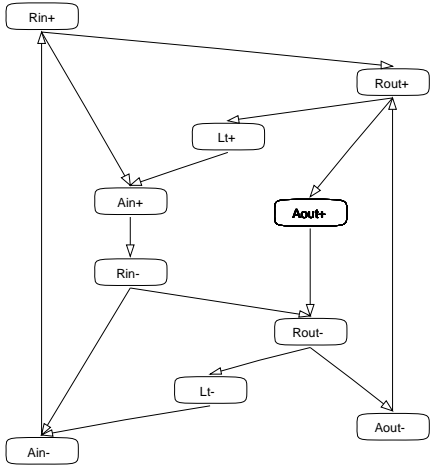 Rin+
Rout+
Lt+
Ain+
Aout+
Rin-
Rout-
Lt-
Aout-
Ain-